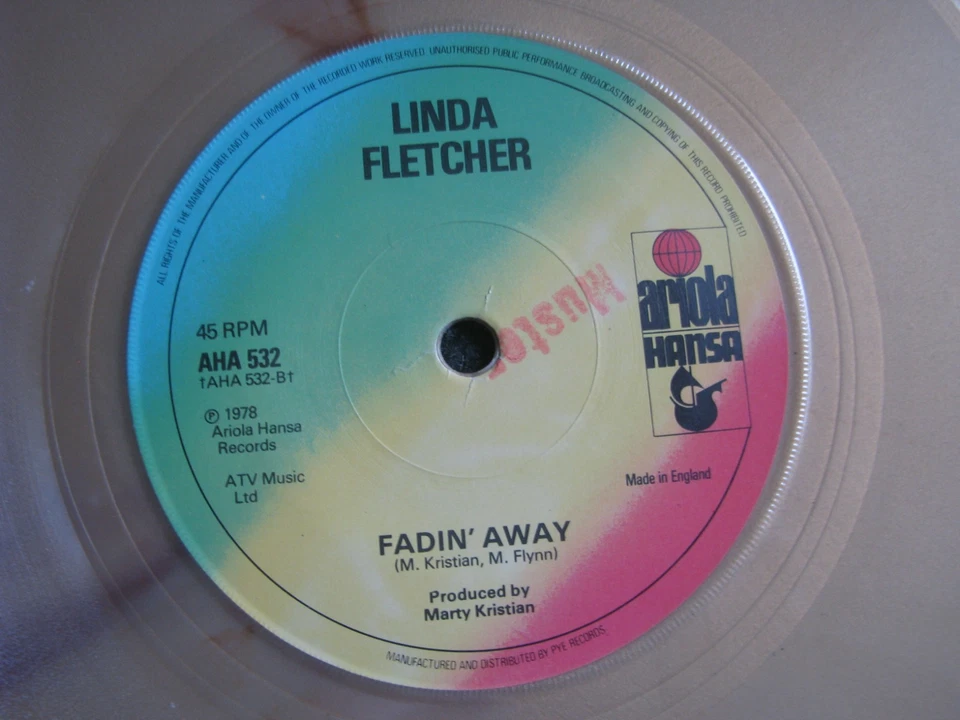 ALL RIGHTS OF THE MANUFACTURER AND OF THE OWNER OF THE RECORDED WORK RESERVED. UNAUTHORISED PUBLIC PERFORMANCE BROADCASTING AND COPYING OF THIS RECORD PROHIBITED
LINDA
FLETCHER
ariola
HANSA
Muster
45 RPM
AHA 532
†AHA 532-B†
℗ 1978
Ariola Hansa
Records
ATV Music
Ltd
Made in England
FADIN' AWAY
(M. Kristian, M. Flynn)
Produced by
Marty Kristian
MANUFACTURED AND DISTRIBUTED BY PYE RECORDS.